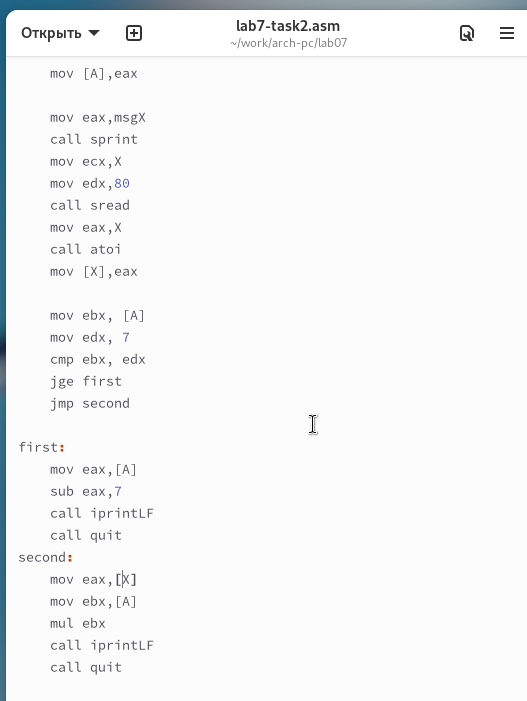 Открыть
lab7-task2.asm
~/work/arch-pc/lab07
mov [A],eax
mov eax,msgX
call sprint
mov ecx,X
mov edx,80
call sread
mov eax,X
call atoi
mov [X],eax
mov ebx, [A]
mov edx, 7
cmp ebx, edx
jge first
jmp second
first:
mov eax,[A]
sub eax,7
call iprintLF
call quit
second:
mov eax,[X]
mov ebx,[A]
mul ebx
call iprintLF
call quit